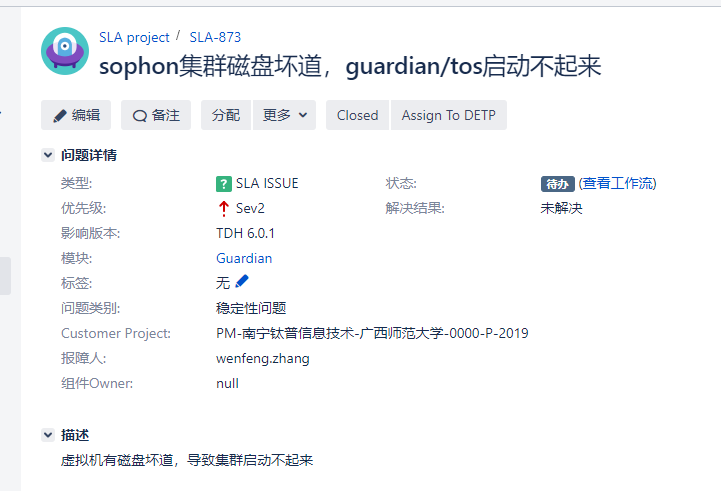 SLA project / SLA-873
sophon集群磁盘坏道，guardian/tos启动不起来
编辑 备注 分配 更多 Closed Assign To DETP
问题详情
类型: ? SLA ISSUE 状态: 待办 (查看工作流)
优先级: Sev2 解决结果: 未解决
影响版本: TDH 6.0.1
模块: Guardian
标签: 无
问题类别: 稳定性问题
Customer Project: PM-南宁钛普信息技术-广西师范大学-0000-P-2019
报障人: wenfeng.zhang
组件Owner: null
描述
虚拟机有磁盘坏道，导致集群启动不起来